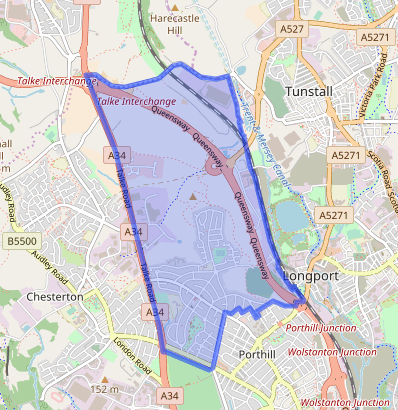 Harecastle
Hill
A527
A5271
Talke Interchange
Talke Interchange
Tunstall
Victoria Park Road
Queensway
Queensway
Trent & Mersey Canal
A34
A5271
Scotia Road
Talke Road
Audley Road
Queensway
A5271
A34
B5500
Audley Road
Queensway
Talke Road
Longport
Chesterton
A34
Porthill Junction
London Road
Porthill
Wolstanton Junction
152 m
A34
Wolstanton Junction